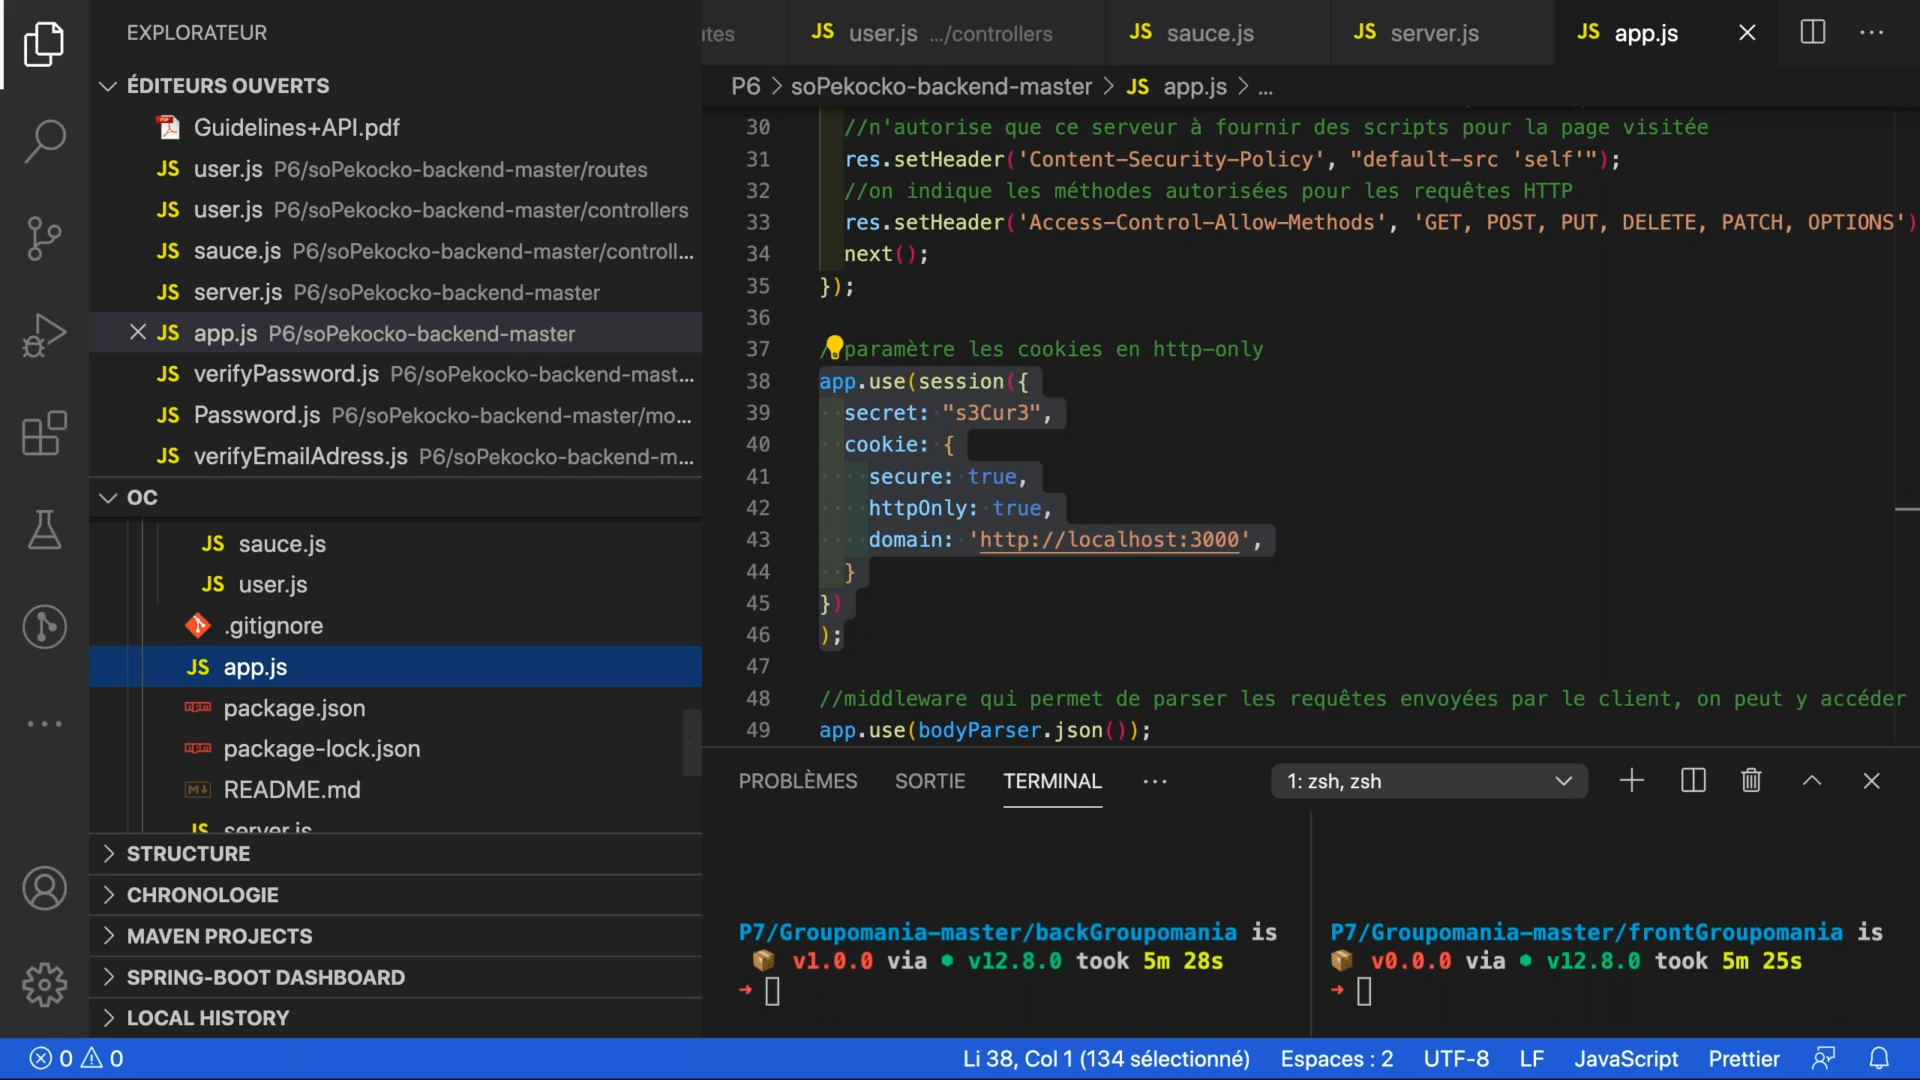 EXPLORATEUR
ÉDITEURS OUVERTS
Guidelines+API.pdf
JS user.js P6/soPekocko-backend-master/routes
JS user.js P6/soPekocko-backend-master/controllers
JS sauce.js P6/soPekocko-backend-master/controll...
JS server.js P6/soPekocko-backend-master
JS app.js P6/soPekocko-backend-master
JS verifyPassword.js P6/soPekocko-backend-mast...
JS Password.js P6/soPekocko-backend-master/mo...
JS verifyEmailAdress.js P6/soPekocko-backend-m...
OC
JS sauce.js
JS user.js
.gitignore
JS app.js
package.json
package-lock.json
README.md
JS server.js
STRUCTURE
CHRONOLOGIE
MAVEN PROJECTS
SPRING-BOOT DASHBOARD
LOCAL HISTORY
JS user.js .../controllers
JS sauce.js
JS server.js
JS app.js
P6 > soPekocko-backend-master > JS app.js > ...
30 //n'autorise que ce serveur à fournir des scripts pour la page visitée
31 res.setHeader('Content-Security-Policy', "default-src 'self'");
32 //on indique les méthodes autorisées pour les requêtes HTTP
33 res.setHeader('Access-Control-Allow-Methods', 'GET, POST, PUT, DELETE, PATCH, OPTIONS')
34 next();
35 });
36
37 /paramètre les cookies en http-only
38 app.use(session({
39 secret: "s3Cur3",
40 cookie: {
41 secure: true,
42 httpOnly: true,
43 domain: 'http://localhost:3000',
44 }
45 })
46 );
47
48 //middleware qui permet de parser les requêtes envoyées par le client, on peut y accéder
49 app.use(bodyParser.json());
PROBLÈMES SORTIE TERMINAL ... 1: zsh, zsh
P7/Groupomania-master/backGroupomania is
v1.0.0 via v12.8.0 took 5m 28s
➜
P7/Groupomania-master/frontGroupomania is
v0.0.0 via v12.8.0 took 5m 25s
➜
0 0 Li 38, Col 1 (134 sélectionné) Espaces : 2 UTF-8 LF JavaScript Prettier